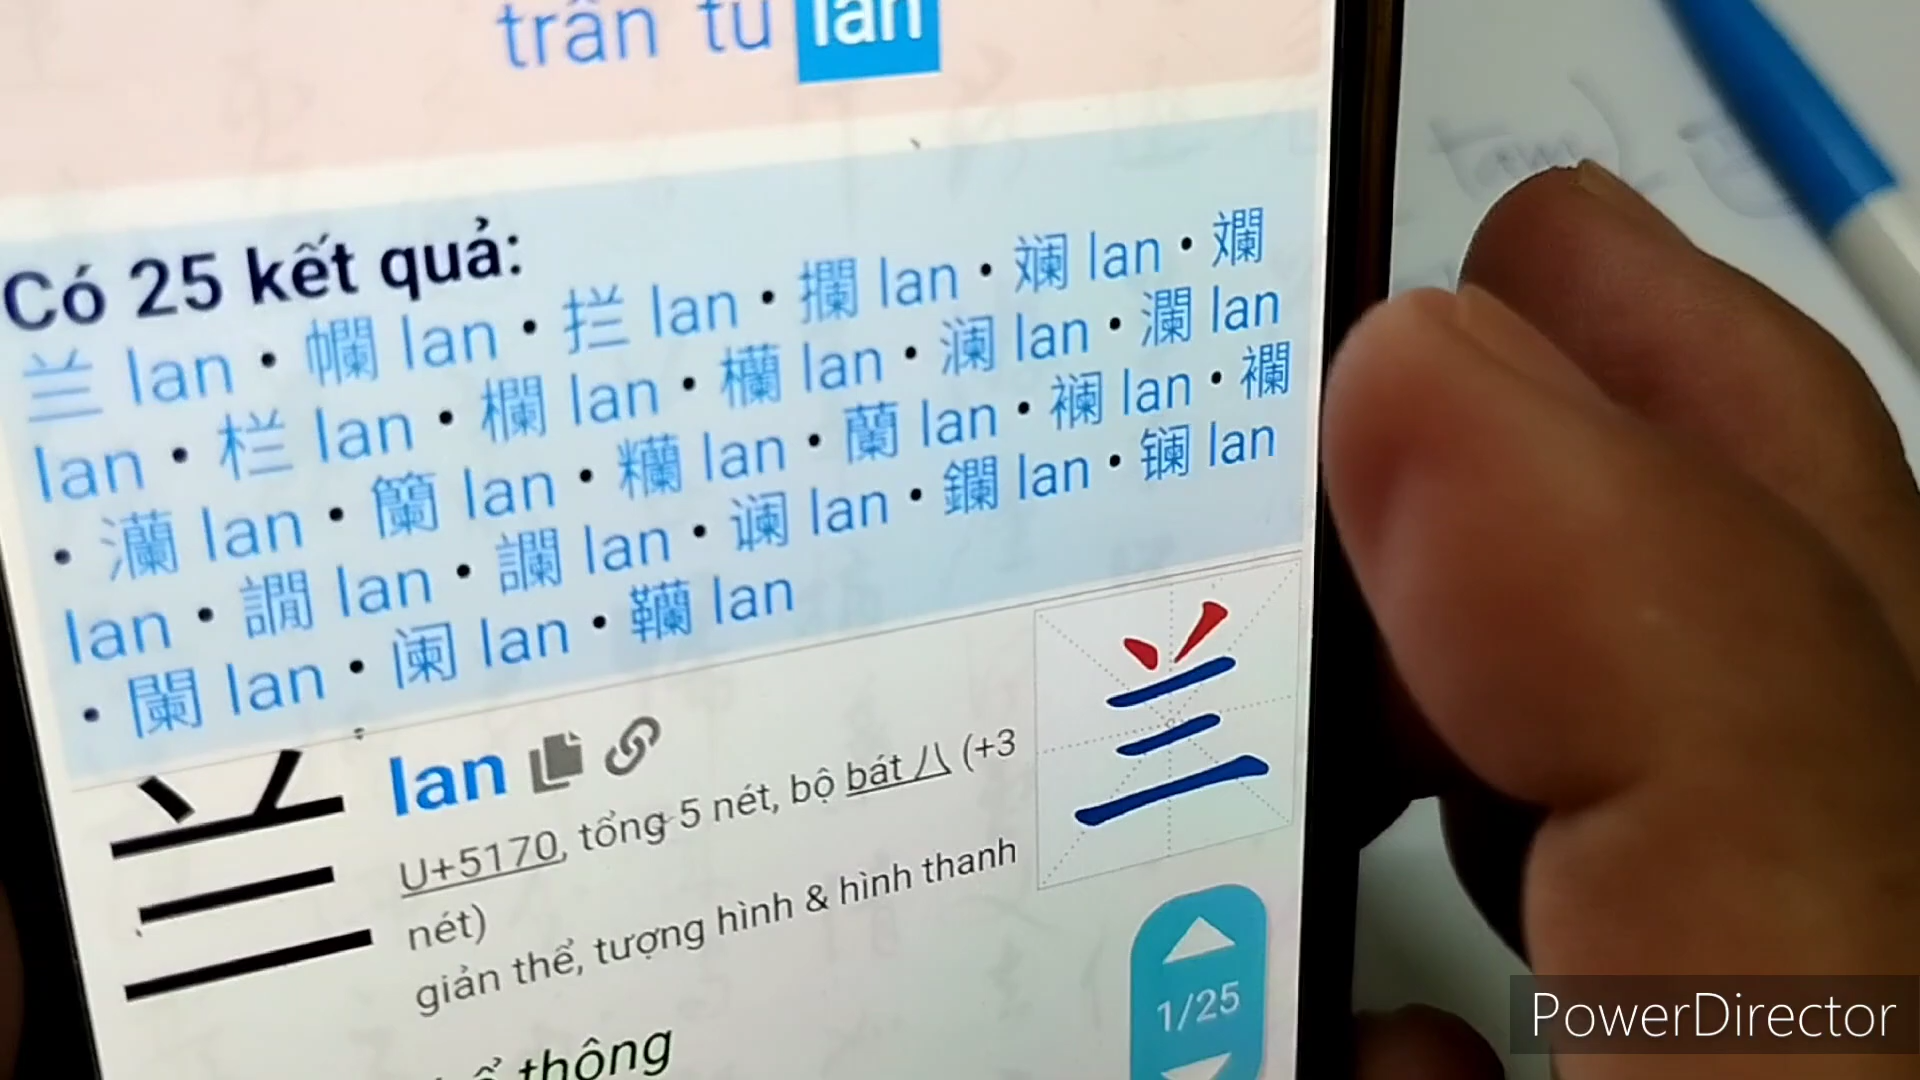 trần tú lan
Có 25 kết quả:
兰 lan • 幱 lan • 拦 lan • 攔 lan • 斓 lan • 斕
lan • 栏 lan • 欄 lan • 欗 lan • 澜 lan • 瀾 lan
• 灡 lan • 籣 lan • 糷 lan • 蘭 lan • 襕 lan • 襴
lan • 譋 lan • 讕 lan • 谰 lan • 鑭 lan • 镧 lan
• 闌 lan • 阑 lan • 韊 lan
兰 lan
兰
U+5170, tổng 5 nét, bộ bát 八 (+3
nét)
giản thể, tượng hình & hình thanh
1/25
thông
PowerDirector